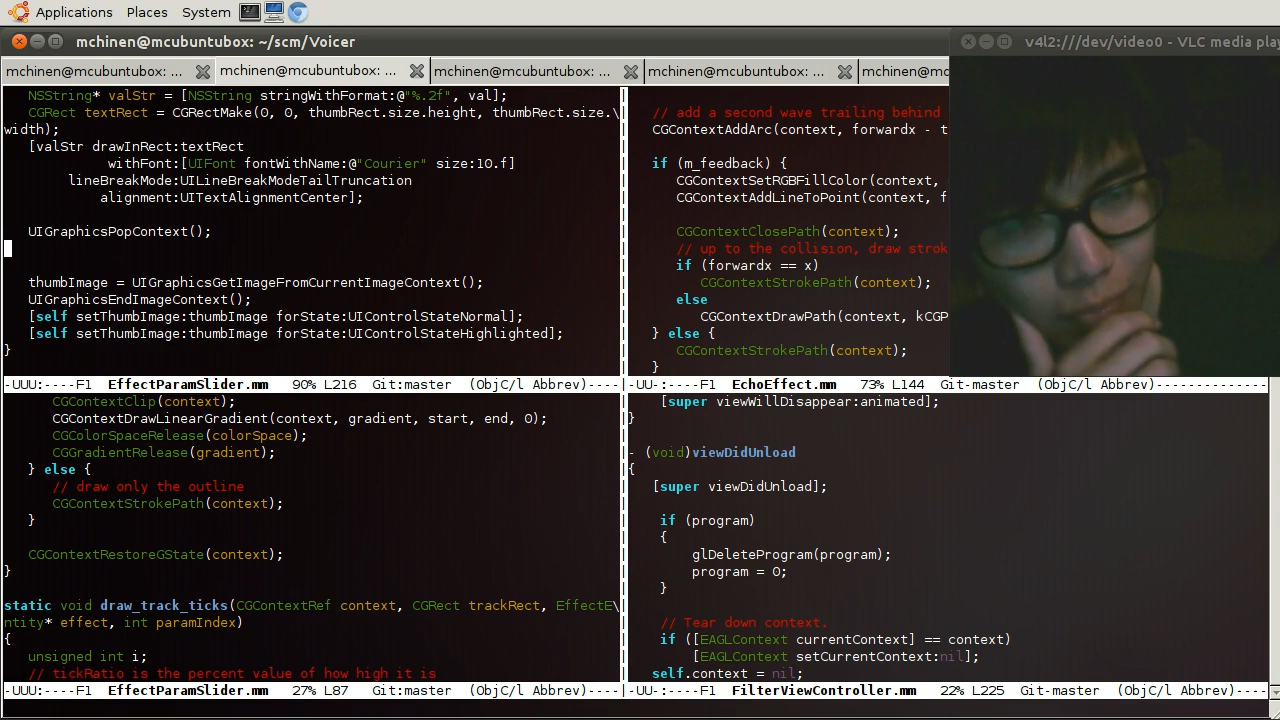 Applications Places System
mchinen@mcubuntubox: ~/scm/Voicer
v4l2:///dev/video0 - VLC media play
mchinen@mcubuntubox: ...
mchinen@mcubuntubox: ...
mchinen@mcubuntubox: ...
mchinen@mcubuntubox: ...
mchinen@mc
NSString* valStr = [NSString stringWithFormat:@"%.2f", val];
CGRect textRect = CGRectMake(0, 0, thumbRect.size.height, thumbRect.size.\
width);
[valStr drawInRect:textRect
withFont:[UIFont fontWithName:@"Courier" size:10.f]
lineBreakMode:UILineBreakModeTailTruncation
alignment:UITextAlignmentCenter];
UIGraphicsPopContext();
thumbImage = UIGraphicsGetImageFromCurrentImageContext();
UIGraphicsEndImageContext();
[self setThumbImage:thumbImage forState:UIControlStateNormal];
[self setThumbImage:thumbImage forState:UIControlStateHighlighted];
}
-UUU:----F1 EffectParamSlider.mm 90% L216 Git:master (ObjC/l Abbrev)----
// add a second wave trailing behind
CGContextAddArc(context, forwardx - t
if (m_feedback) {
CGContextSetRGBFillColor(context,
CGContextAddLineToPoint(context, f
CGContextClosePath(context);
// up to the collision, draw strok
if (forwardx == x)
CGContextStrokePath(context);
else
CGContextDrawPath(context, kCGP
} else {
CGContextStrokePath(context);
}
-UU-:----F1 EchoEffect.mm 73% L144 Git-master (ObjC/l Abbrev)--------------
CGContextClip(context);
CGContextDrawLinearGradient(context, gradient, start, end, 0);
CGColorSpaceRelease(colorSpace);
CGGradientRelease(gradient);
} else {
// draw only the outline
CGContextStrokePath(context);
}
CGContextRestoreGState(context);
}
static void draw_track_ticks(CGContextRef context, CGRect trackRect, EffectE\
ntity* effect, int paramIndex)
{
unsigned int i;
// tickRatio is the percent value of how high it is
-UU-:----F1 EffectParamSlider.mm 27% L87 Git:master (ObjC/l Abbrev)----
[super viewWillDisappear:animated];
}
- (void)viewDidUnload
{
[super viewDidUnload];
if (program)
{
glDeleteProgram(program);
program = 0;
}
// Tear down context.
if ([EAGLContext currentContext] == context)
[EAGLContext setCurrentContext:nil];
self.context = nil;
-UU-:----F1 FilterViewController.mm 22% L225 Git-master (ObjC/l Abbrev)----